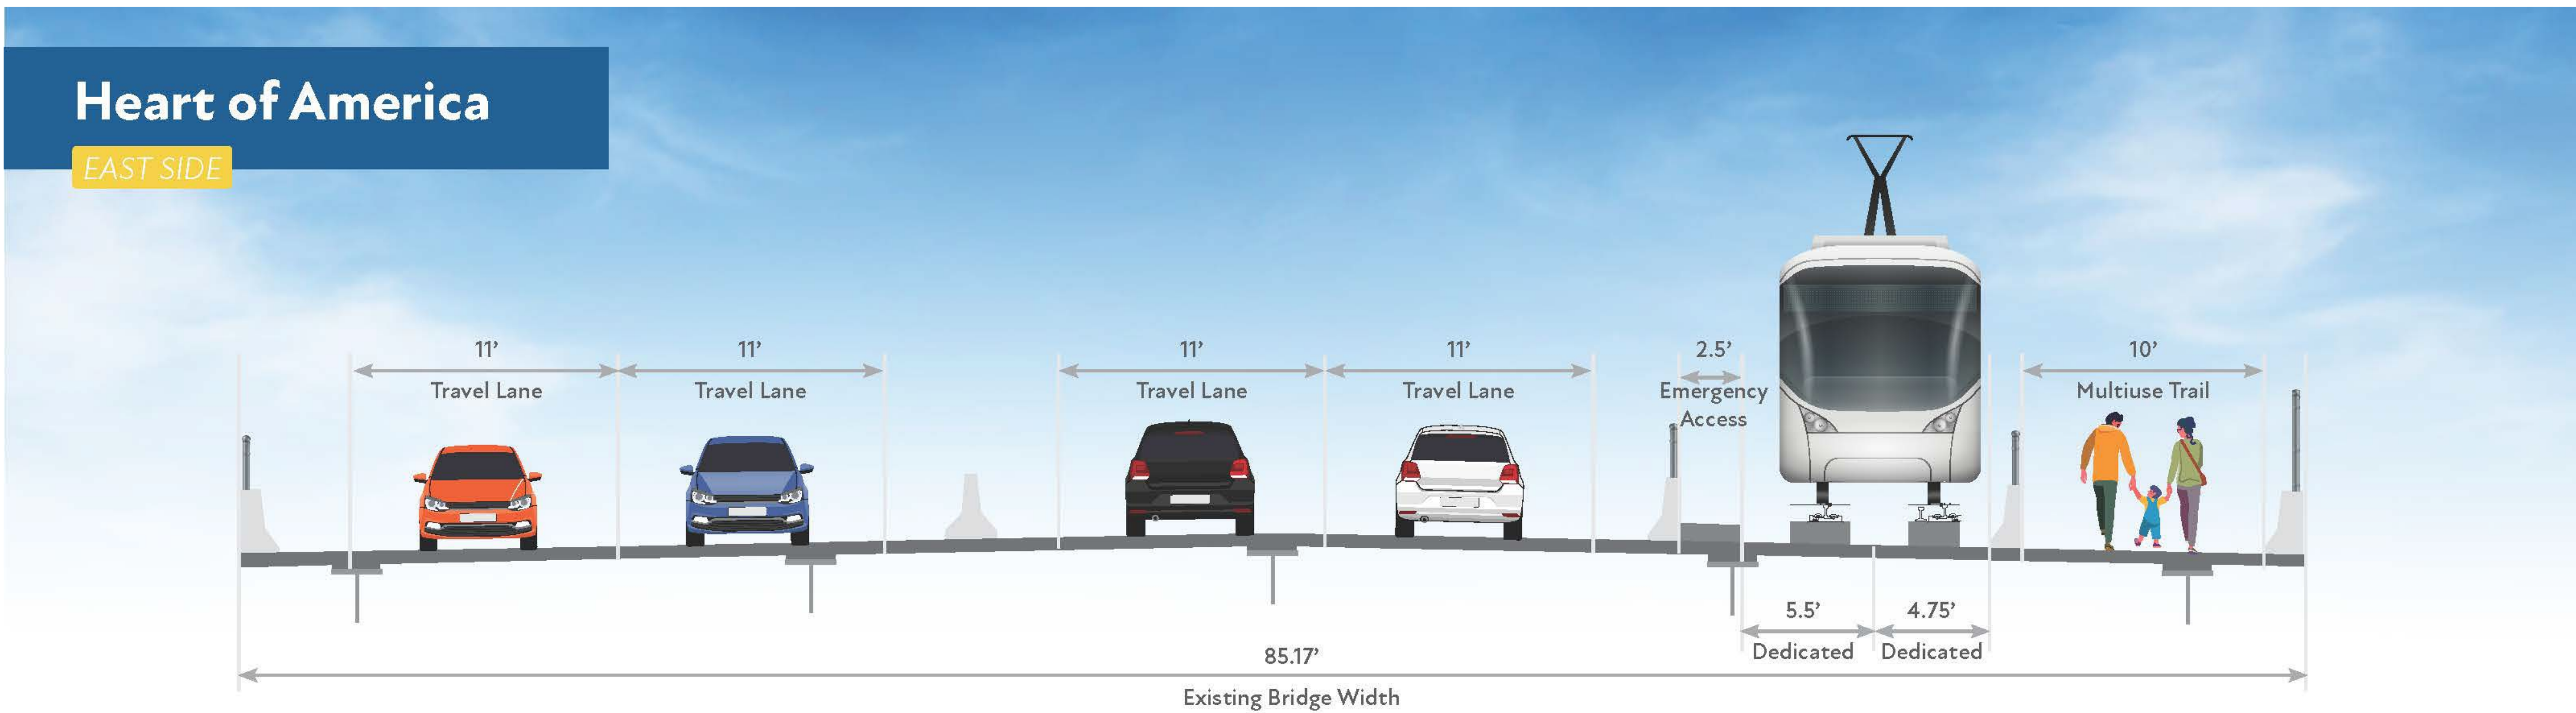 Heart of America
EAST SIDE
11’
Travel Lane
11’
Travel Lane
11’
Travel Lane
11’
Travel Lane
2.5’
Emergency
Access
10’
Multiuse Trail
5.5’
Dedicated
4.75’
Dedicated
85.17’
Existing Bridge Width